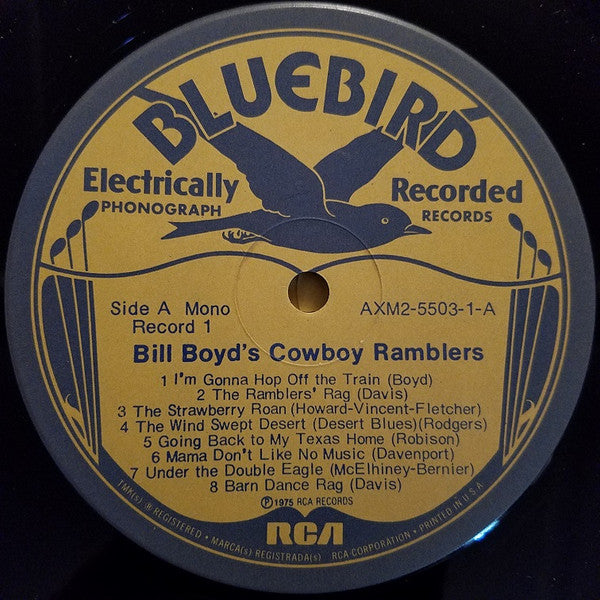 BLUEBIRD
Electrically Recorded
PHONOGRAPH RECORDS
Side A Mono AXM2-5503-1-A
Record 1
Bill Boyd's Cowboy Ramblers
1 I'm Gonna Hop Off the Train (Boyd)
2 The Ramblers' Rag (Davis)
3 The Strawberry Roan (Howard-Vincent-Fletcher)
4 The Wind Swept Desert (Desert Blues)(Rodgers)
5 Going Back to My Texas Home (Robison)
6 Mama Don't Like No Music (Davenport)
7 Under the Double Eagle (McElhiney-Bernier)
8 Barn Dance Rag (Davis)
Ⓟ1975 RCA RECORDS
RCA
TMK(s) ® REGISTERED • MARCA(s) REGISTRADA(s) RCA CORPORATION • PRINTED IN U.S.A.